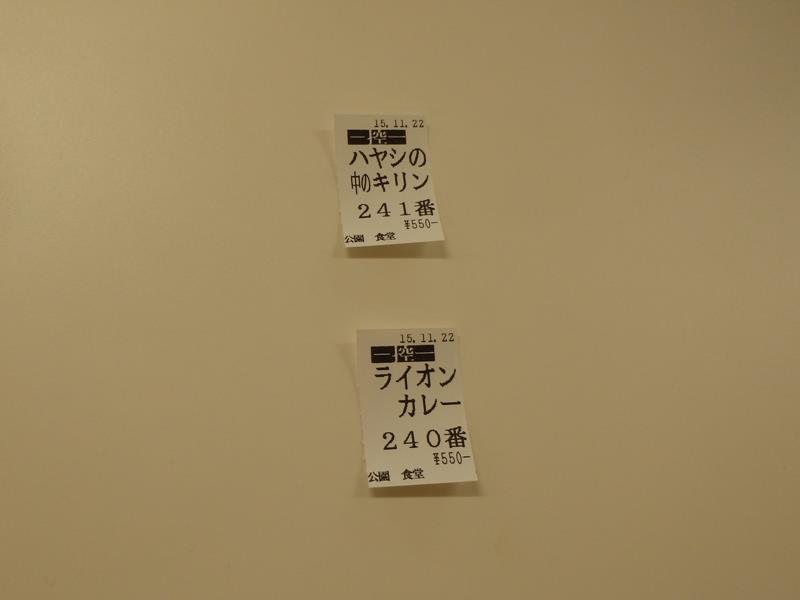 15.11.22
―控―
ハヤシの
中のキリン
241番
¥550-
公園 食堂
15.11.22
―控―
ライオン
カレー
240番
¥550-
公園 食堂